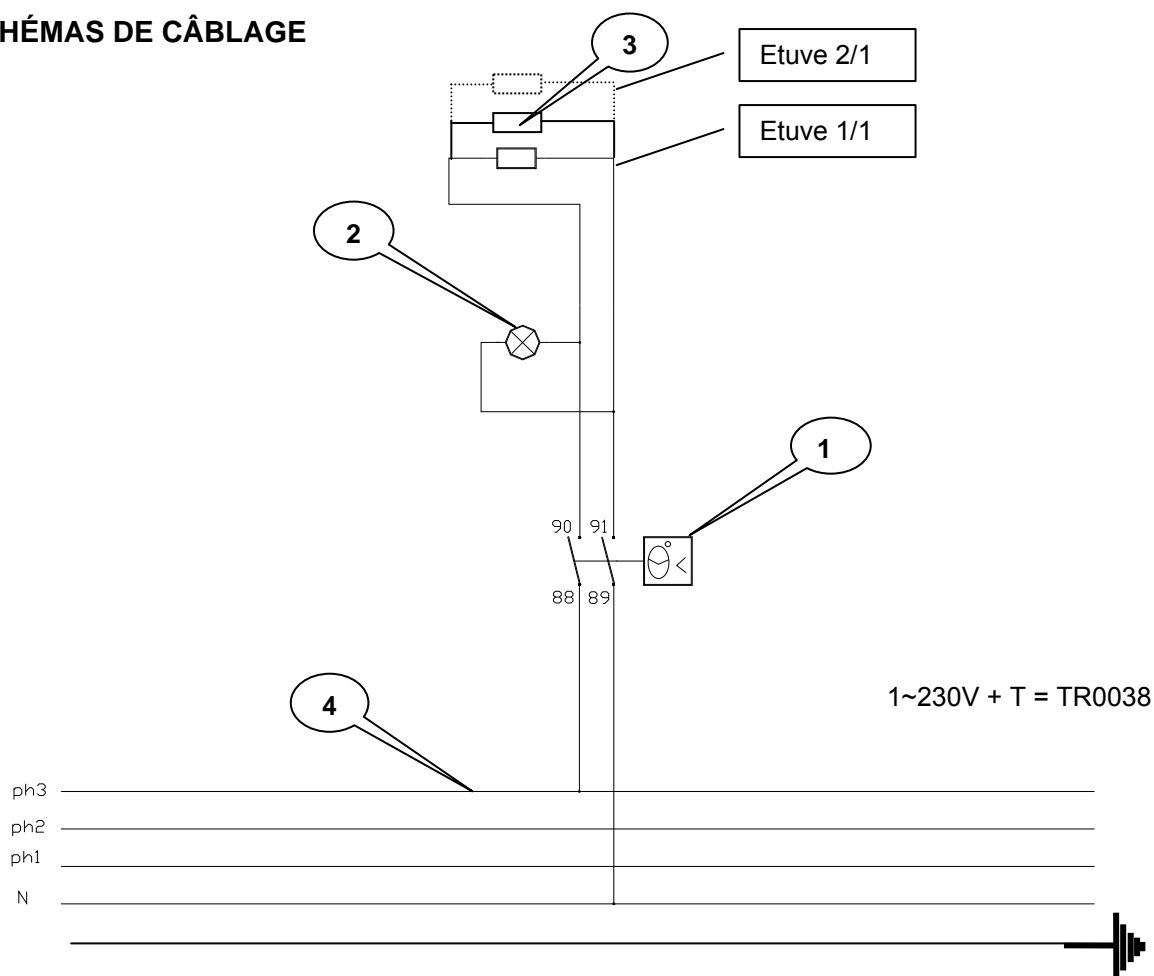 HÉMAS DE CÂBLAGE
3
Etuve 2/1
Etuve 1/1
2
1
90 91
88 89
4
1~230V + T = TR0038
ph3
ph2
ph1
N